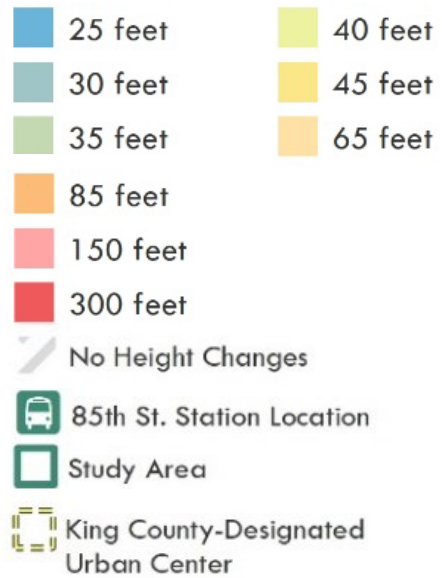 25 feet
40 feet
30 feet
45 feet
35 feet
65 feet
85 feet
150 feet
300 feet
No Height Changes
85th St. Station Location
Study Area
King County-Designated
Urban Center